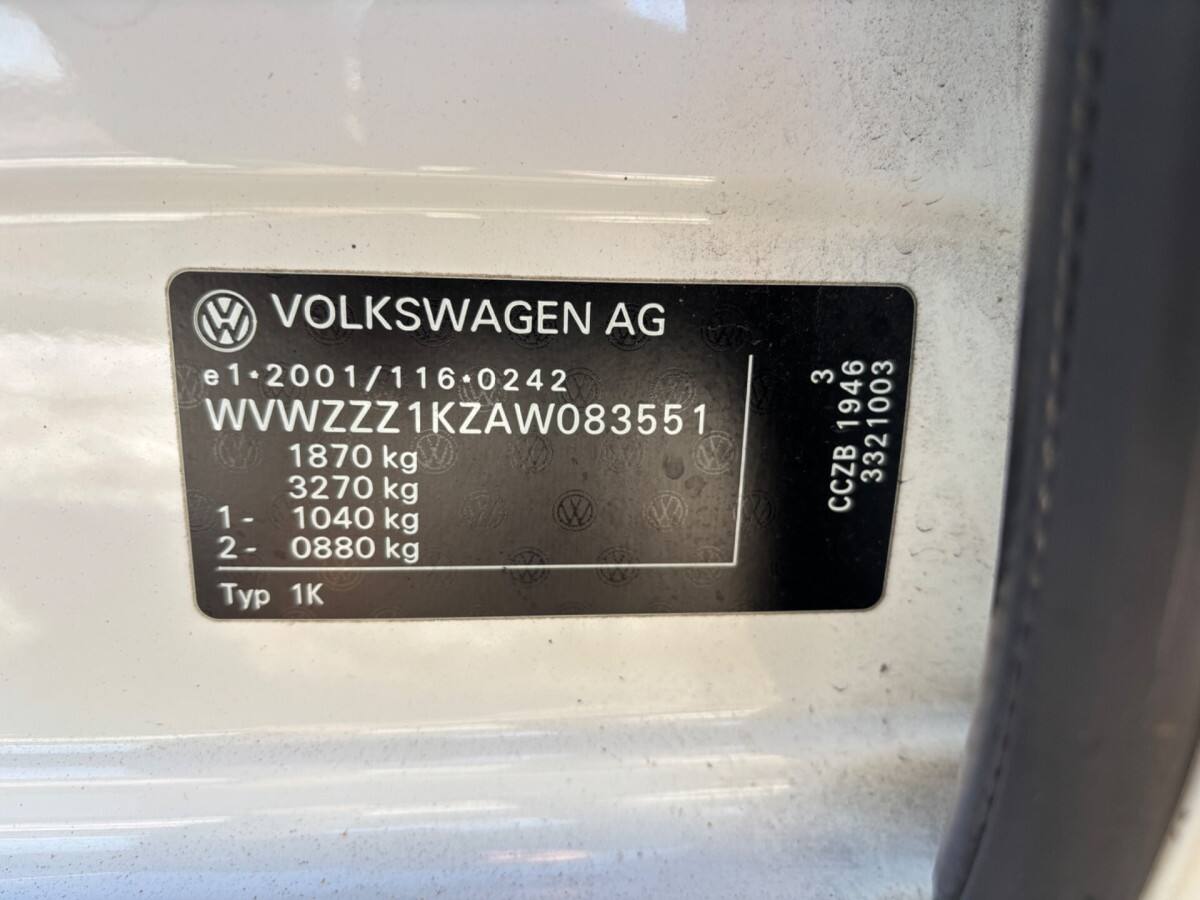 VOLKSWAGEN AG
e1*2001/116*0242
WVWZZZ1KZAW083551
1870 kg
3270 kg
1- 1040 kg
2- 0880 kg
Typ 1K
3
CCZB 1946
3321003